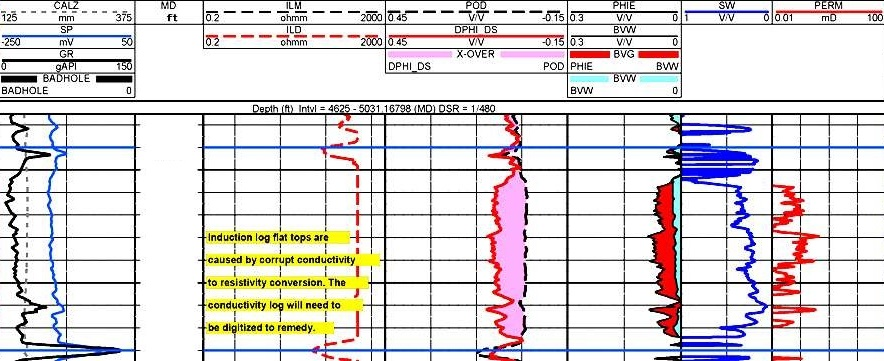 CALZ MD ILM POD PHIE SW PERM
125 mm 375 ft 0.2 ohmm 2000 0.45 V/V -0.15 0.3 V/V 0 1 V/V 0 0.01 mD 100
SP ILD DPHI_DS BVW
-250 mV 50 0.2 ohmm 2000 0.45 V/V -0.15 0.3 V/V 0
GR X-OVER BVG
0 gAPI 150 DPHI_DS POD PHIE BVW
BADHOLE BVW
BADHOLE 0 BVW 0
Depth (ft) Intvl = 4625 - 5031.16798 (MD) DSR = 1/480
Induction log flat tops are
caused by corrupt conductivity
to resistivity conversion. The
conductivity log will need to
be digitized to remedy.